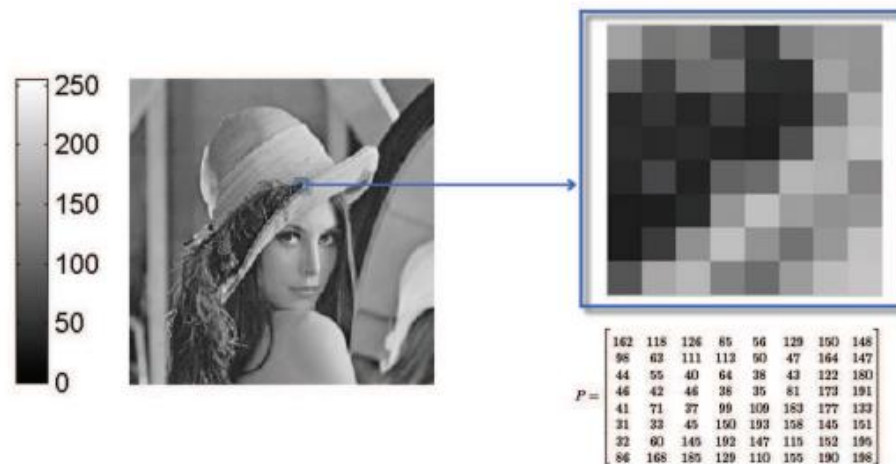 250
200
150
100
50
0
P =
162 118 126 85 56 129 150 148
98 63 111 113 50 47 164 147
44 55 40 64 38 43 122 180
46 42 46 38 35 81 173 191
41 71 37 99 109 183 177 133
31 33 45 150 193 158 145 151
32 60 145 192 147 115 152 195
86 168 185 129 110 155 190 198